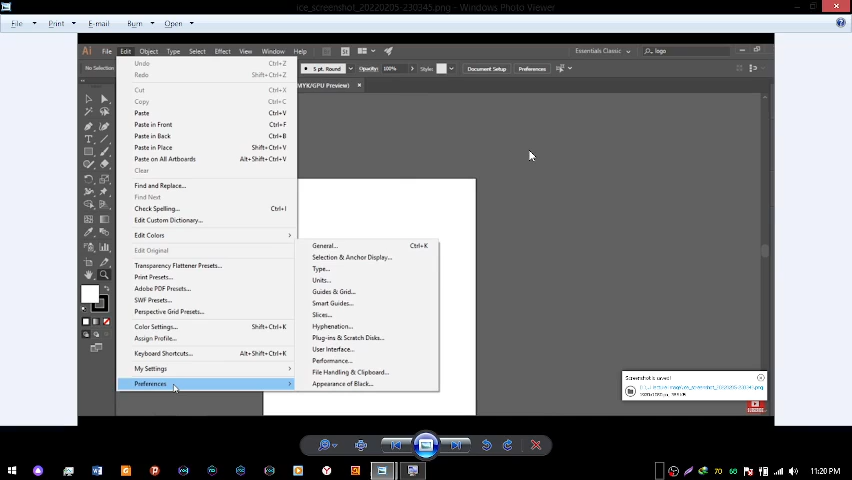 ice_screenshot_20220205-230345.png - Windows Photo Viewer
File Print E-mail Burn Open
Ai File Edit Object Type Select Effect View Window Help St Essentials Classic logo
No Selection 5 pt. Round Opacity: 100% Style: Document Setup Preferences
MYK/GPU Preview) ×
Undo Ctrl+Z
Redo Shift+Ctrl+Z
Cut Ctrl+X
Copy Ctrl+C
Paste Ctrl+V
Paste in Front Ctrl+F
Paste in Back Ctrl+B
Paste in Place Shift+Ctrl+V
Paste on All Artboards Alt+Shift+Ctrl+V
Clear
Find and Replace...
Find Next
Check Spelling... Ctrl+I
Edit Custom Dictionary...
Edit Colors
Edit Original
Transparency Flattener Presets...
Print Presets...
Adobe PDF Presets...
SWF Presets...
Perspective Grid Presets...
Color Settings... Shift+Ctrl+K
Assign Profile...
Keyboard Shortcuts... Alt+Shift+Ctrl+K
My Settings
Preferences
General... Ctrl+K
Selection & Anchor Display...
Type...
Units...
Guides & Grid...
Smart Guides...
Slices...
Hyphenation...
Plug-ins & Scratch Disks...
User Interface...
Performance...
File Handling & Clipboard...
Appearance of Black...
Screenshot is saved!
11:20 PM